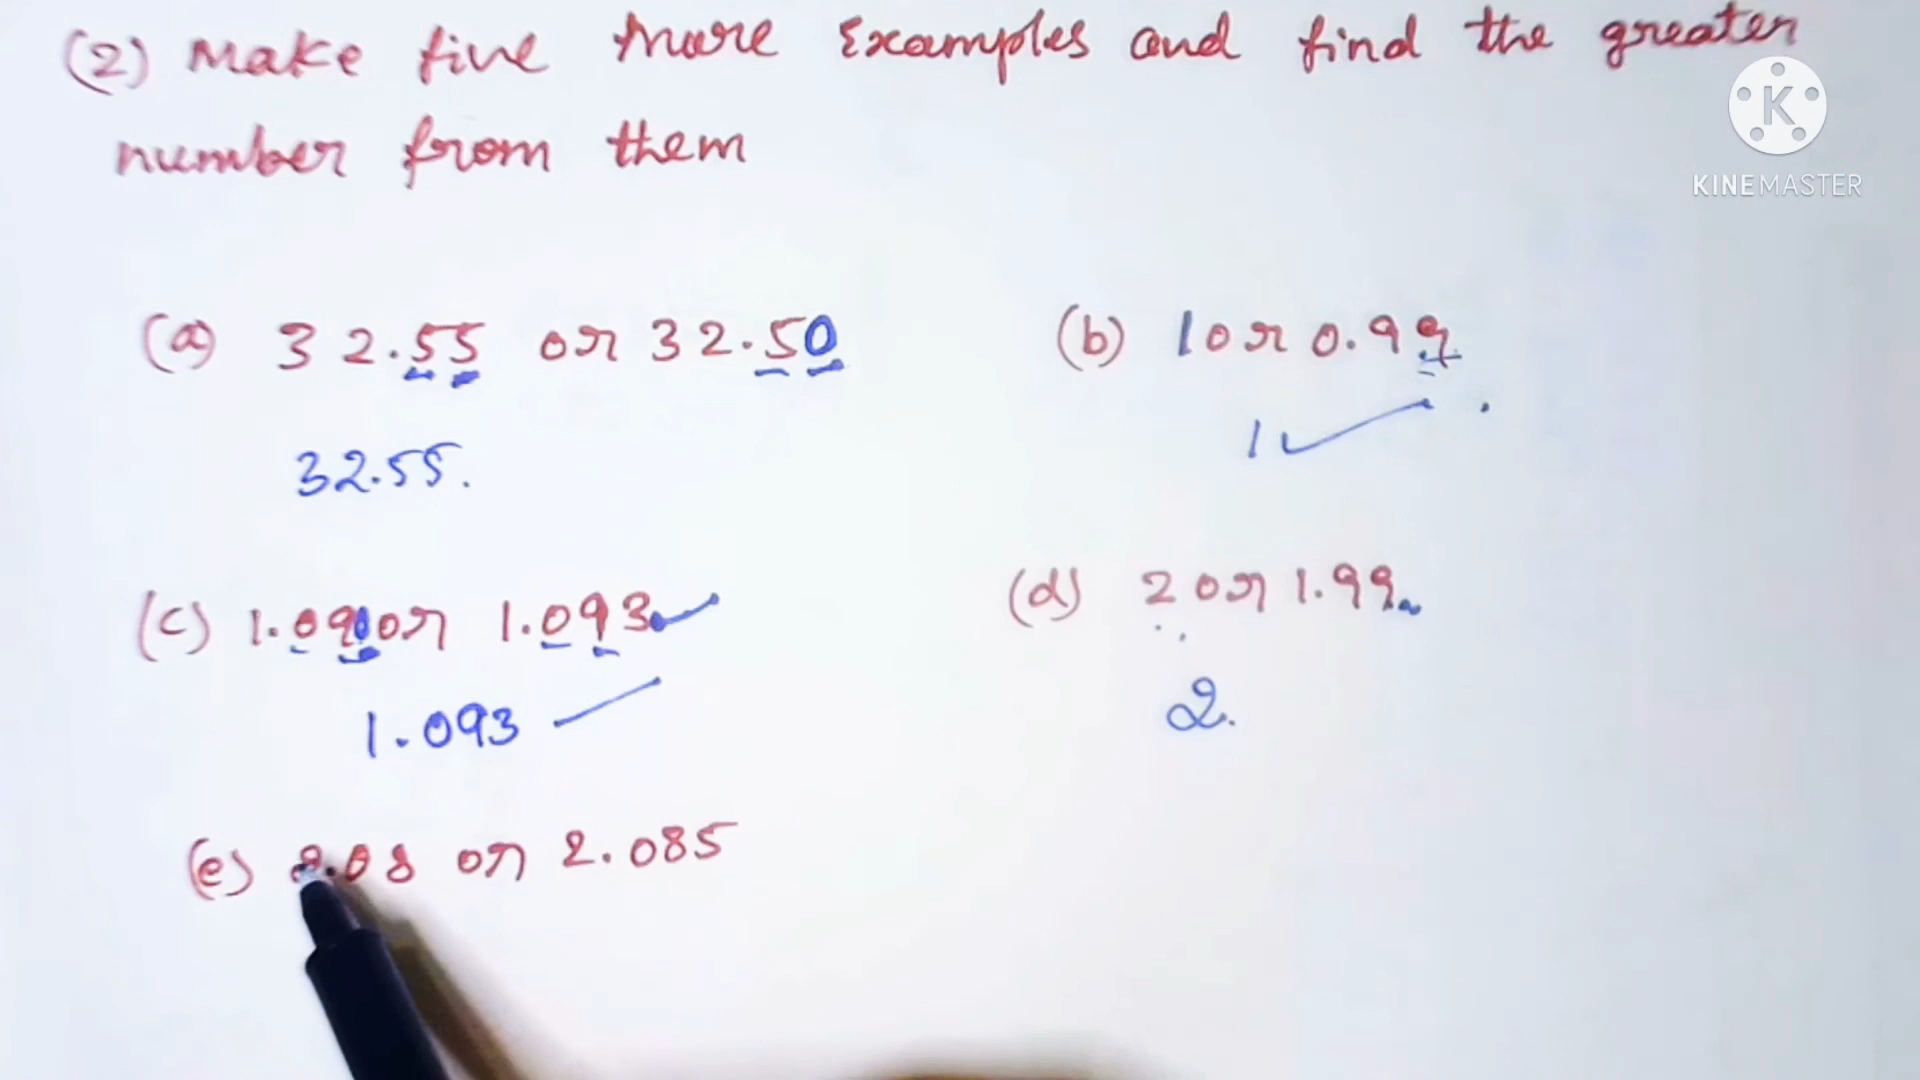 (2) Make five more Examples and find the greater
number from them
KINEMASTER
(a) 32.55 or 32.50
(b) 1 or 0.99
32.55.
1
(c) 1.090 or 1.093
(d) 2 or 1.99
1.093
2.
(e) 2.08 or 2.085